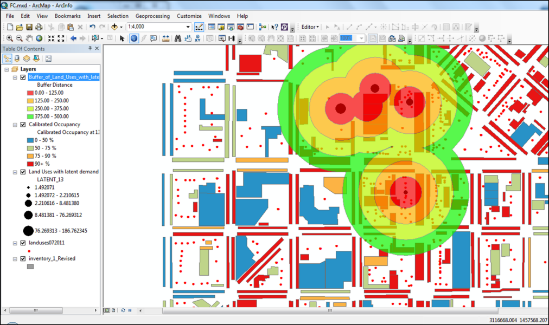 FC.mxd - ArcMap - ArcInfo
File Edit View Bookmarks Insert Selection Geoprocessing Customize Windows Help
1:4,000
Editor
Table Of Contents
Layers
Buffer_of_Land_Uses_with_late
Buffer Distance
0.00 - 125.00
125.00 - 250.00
250.00 - 375.00
375.00 - 500.00
Calibrated Occupancy
Calibrated Occupancy at 11
0 - 50 %
50 - 75 %
75 - 90 %
90+ %
Land Uses with latent demand
LATENT_13
1.492071
1.492072 - 2.210615
2.210616 - 8.481380
8.481381 - 76.269312
76.269313 - 186.762345
landuses072011
inventory_1_Revised
3116668.084 1457568.207